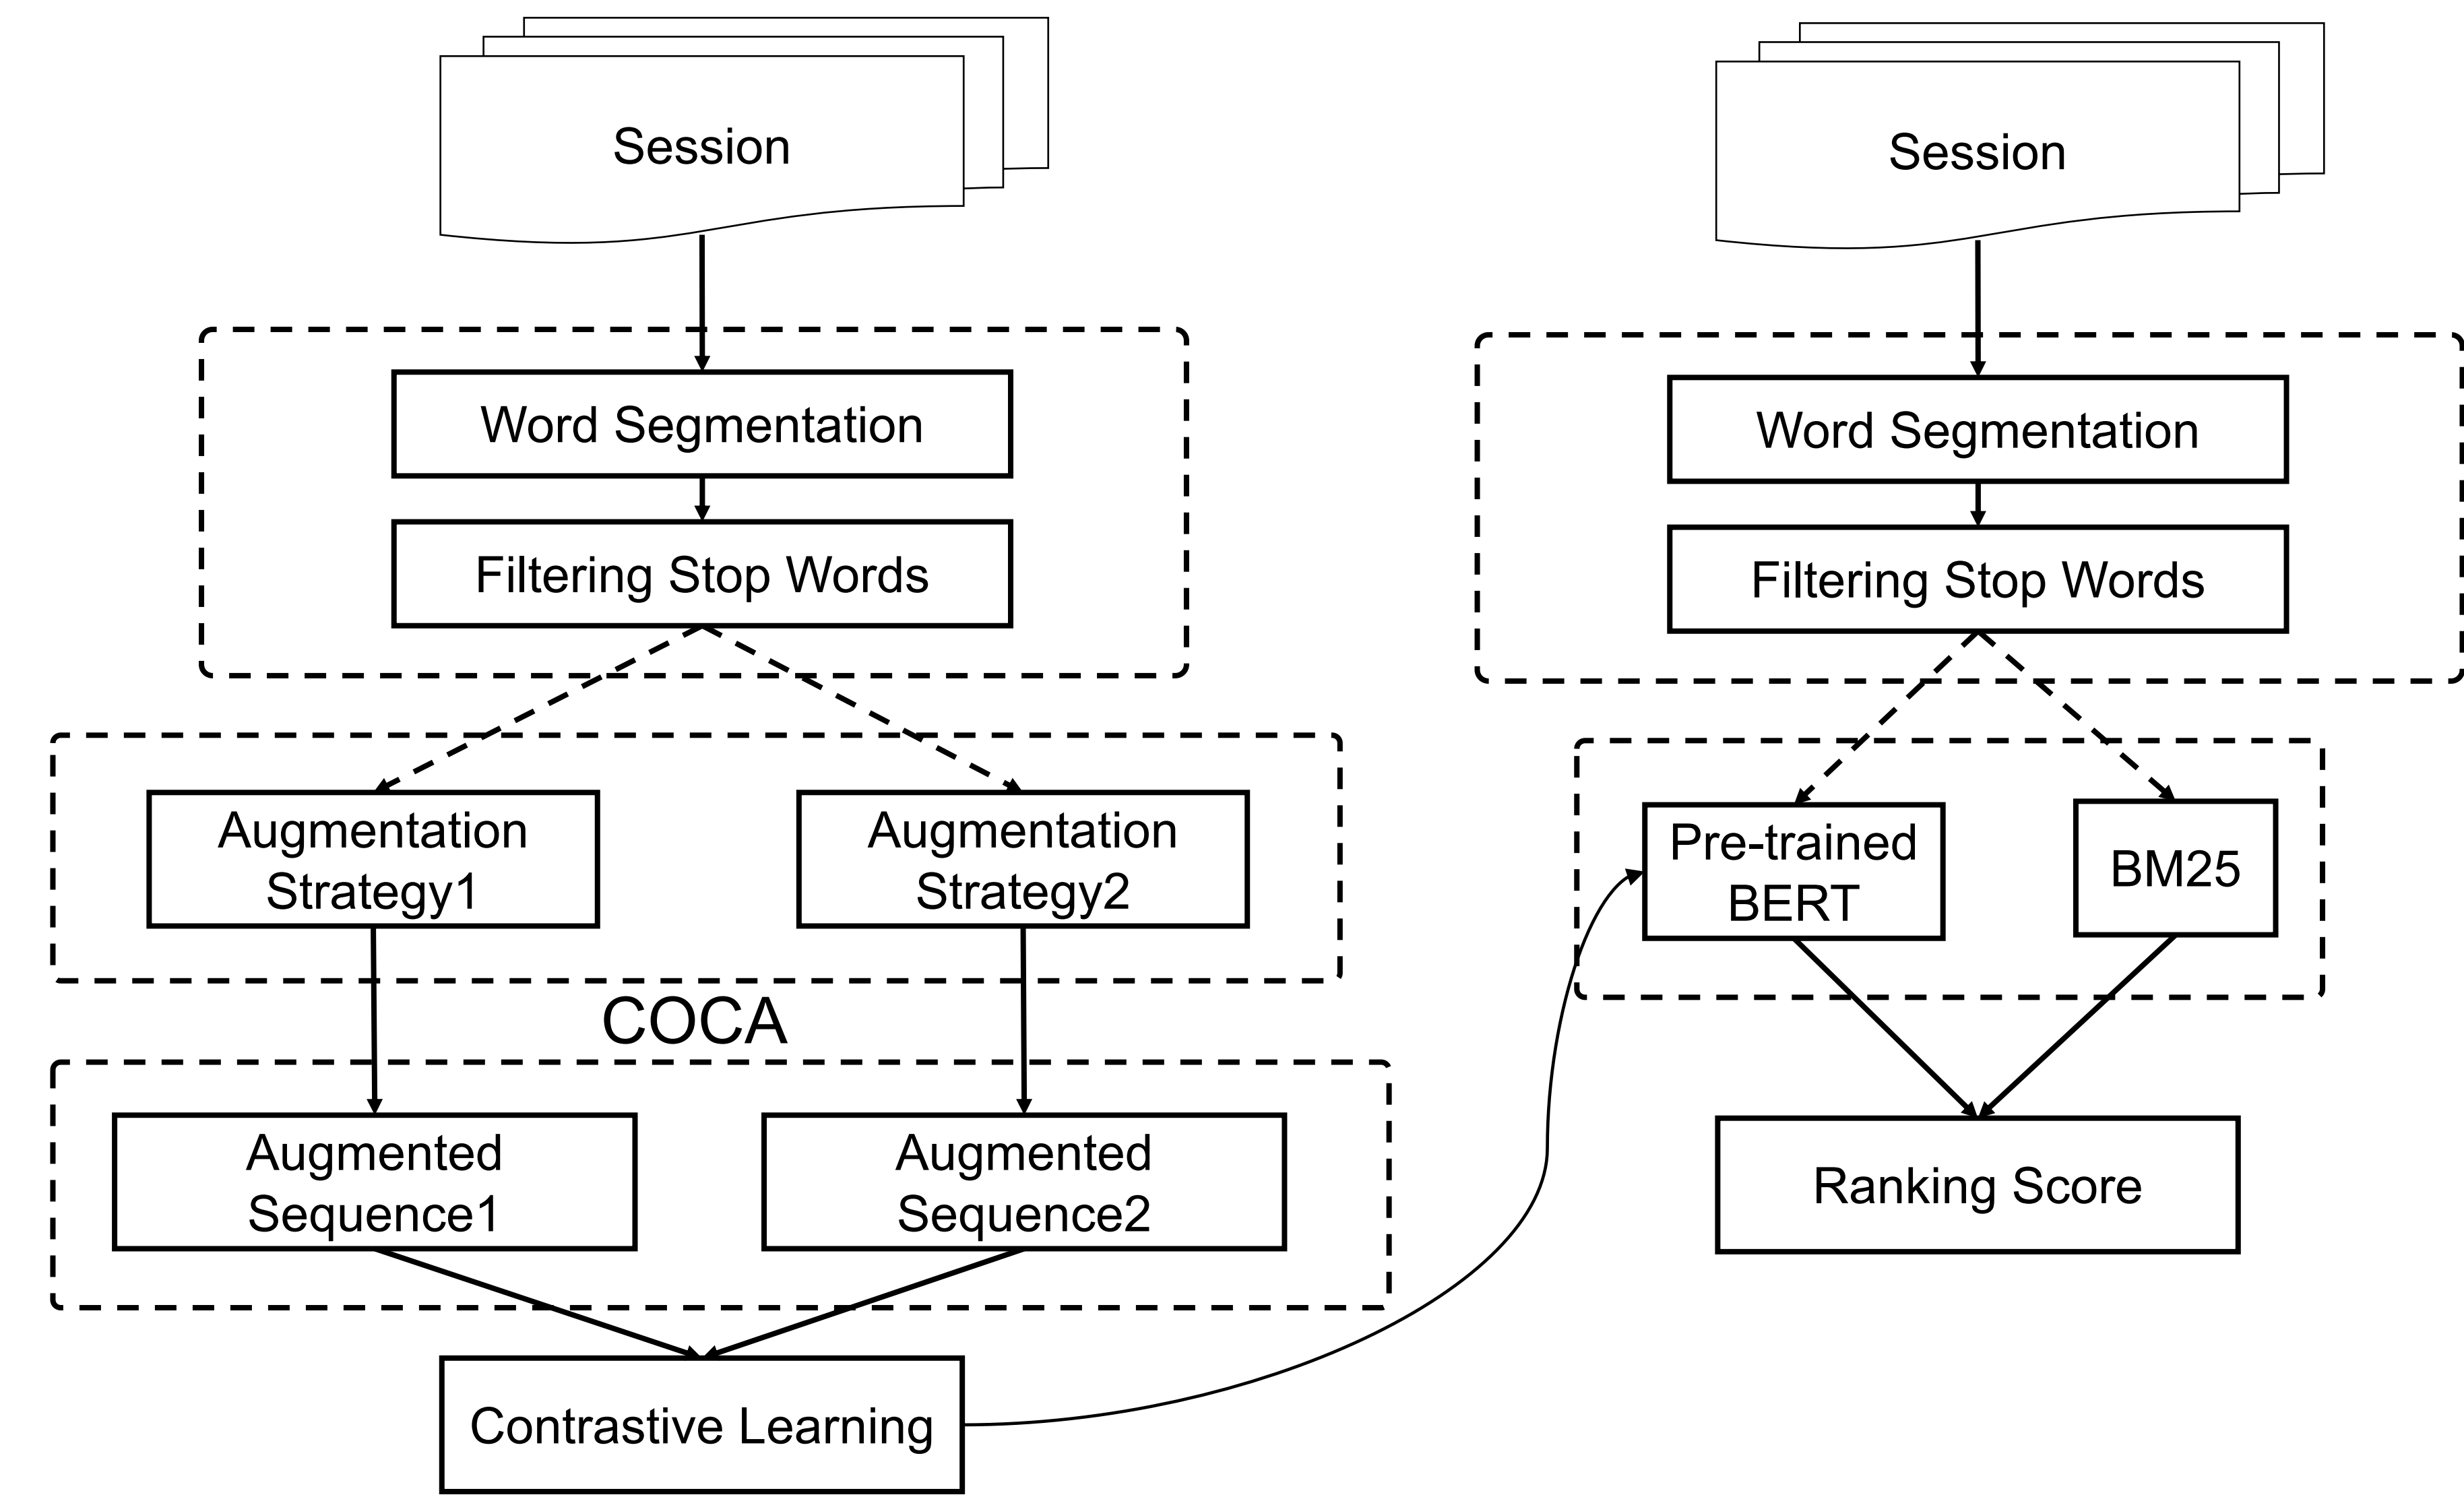 Session
Word Segmentation
Filtering Stop Words
Augmentation
Strategy1
Augmentation
Strategy2
COCA
Augmented
Sequence1
Augmented
Sequence2
Contrastive Learning
Session
Word Segmentation
Filtering Stop Words
Pre-trained
BERT
BM25
Ranking Score